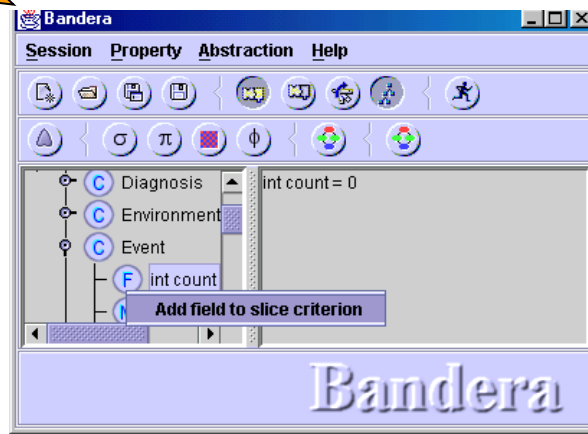 Bandera
Session Property Abstraction Help
σ π ϕ
C Diagnosis
int count = 0
C Environment
C Event
F int count
Add field to slice criterion
Bandera